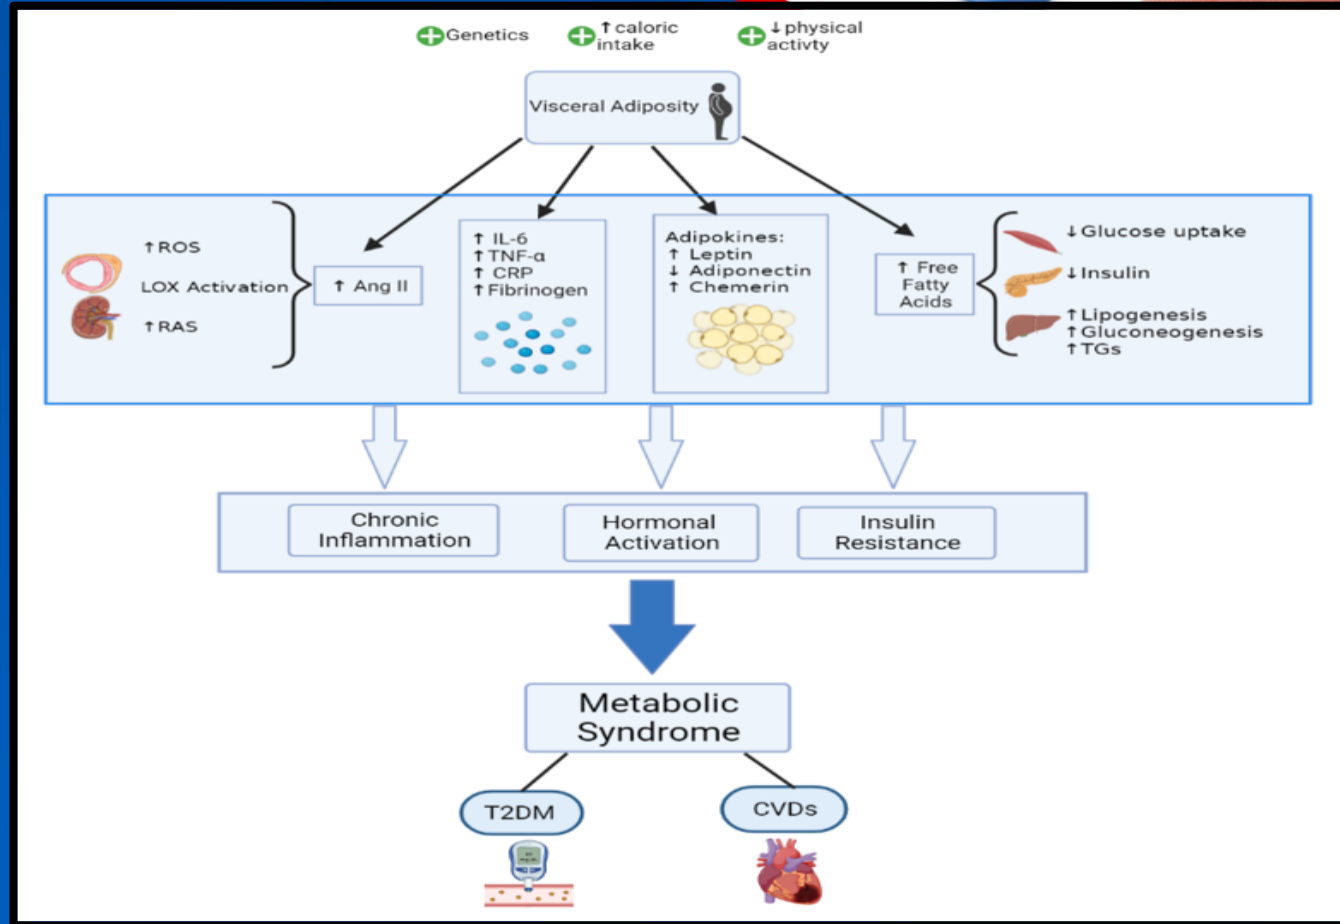 Genetics
↑ caloric
intake
↓ physical
activty
Visceral Adiposity
↑ ROS
LOX Activation
↑ RAS
↑ Ang II
↑ IL-6
↑ TNF-α
↑ CRP
↑ Fibrinogen
Adipokines:
↑ Leptin
↓ Adiponectin
↑ Chemerin
↑ Free
Fatty
Acids
↓ Glucose uptake
↓ Insulin
↑ Lipogenesis
↑ Gluconeogenesis
↑ TGs
Chronic
Inflammation
Hormonal
Activation
Insulin
Resistance
Metabolic
Syndrome
T2DM
CVDs